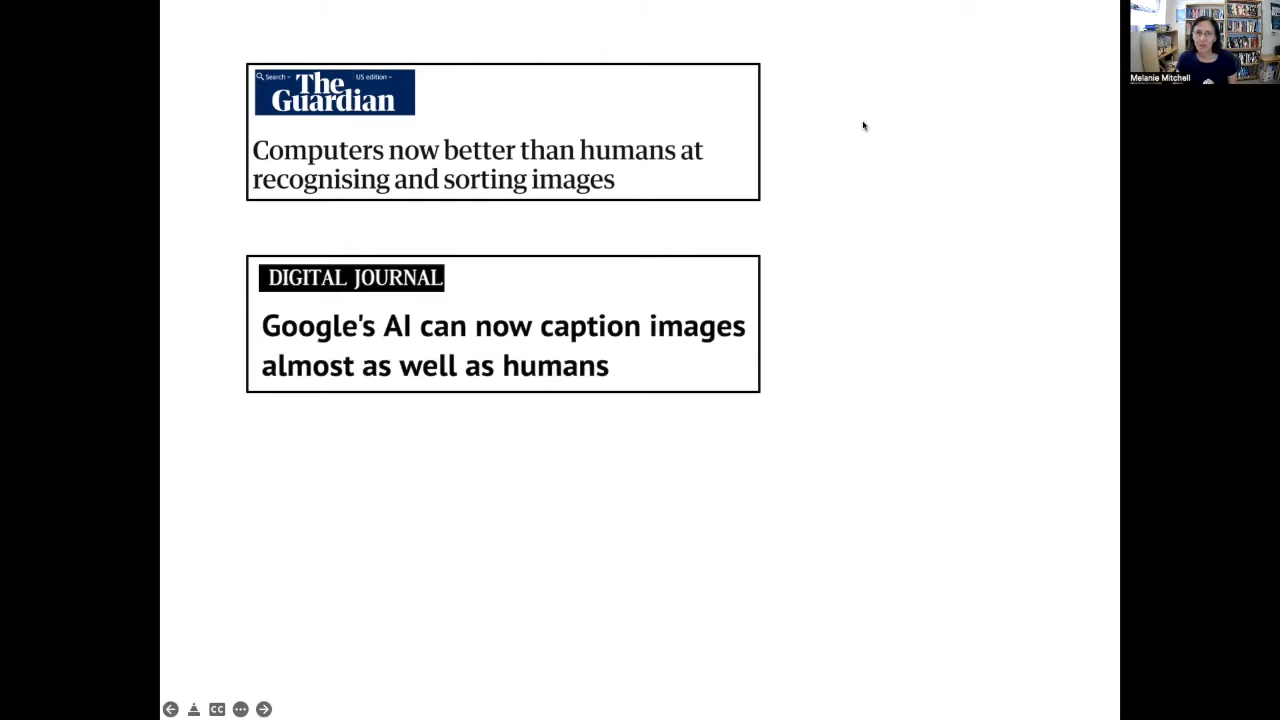 Search
US edition
The
Guardian
Computers now better than humans at
recognising and sorting images
DIGITAL JOURNAL
Google's AI can now caption images
almost as well as humans
Melanie Mitchell
CC